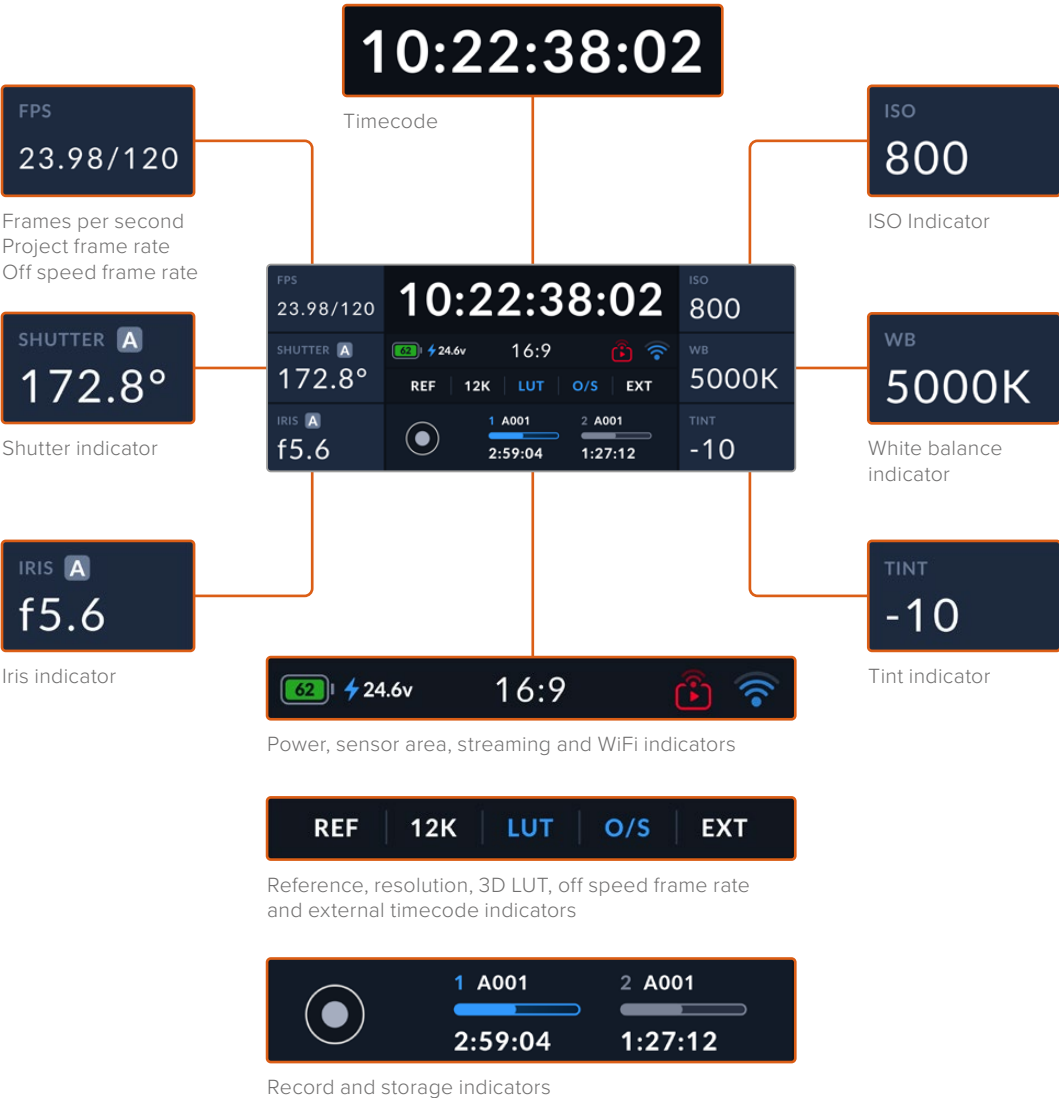 10:22:38:02
Timecode
FPS
23.98/120
Frames per second
Project frame rate
Off speed frame rate
ISO
800
ISO Indicator
SHUTTER A
172.8°
Shutter indicator
FPS
23.98/120
10:22:38:02
ISO
800
SHUTTER A
172.8°
62 24.6v 16:9
WB
5000K
REF 12K LUT O/S EXT
IRIS A
f5.6
1 A001 2 A001
2:59:04 1:27:12
TINT
-10
WB
5000K
White balance
indicator
IRIS A
f5.6
Iris indicator
TINT
-10
Tint indicator
62 24.6v 16:9
Power, sensor area, streaming and WiFi indicators
REF 12K LUT O/S EXT
Reference, resolution, 3D LUT, off speed frame rate
and external timecode indicators
1 A001 2 A001
2:59:04 1:27:12
Record and storage indicators